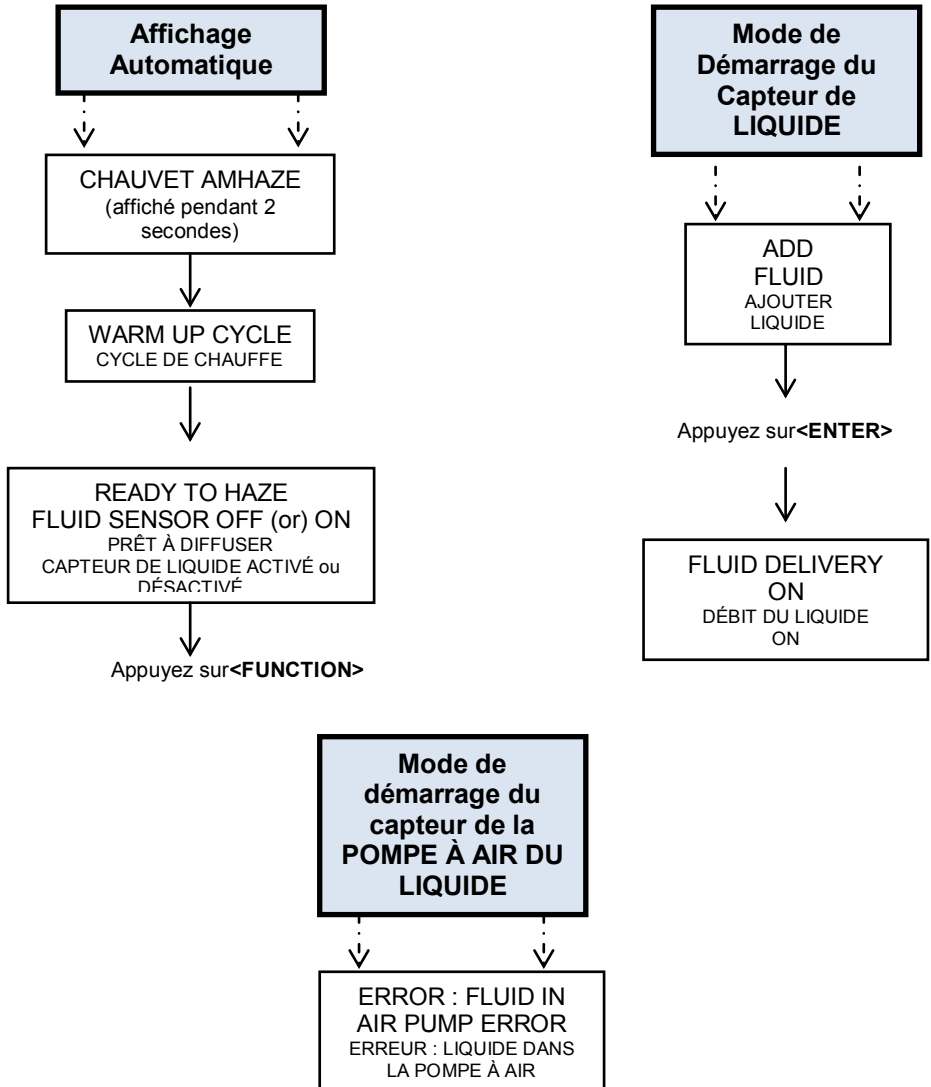 Affichage
Automatique
CHAUVET AMHAZE
(affiché pendant 2
secondes)
WARM UP CYCLE
CYCLE DE CHAUFFE
READY TO HAZE
FLUID SENSOR OFF (or) ON
PRÊT À DIFFUSER
CAPTEUR DE LIQUIDE ACTIVÉ ou
DÉSACTIVÉ
Appuyez sur<FUNCTION>
Mode de
Démarrage du
Capteur de
LIQUIDE
ADD
FLUID
AJOUTER
LIQUIDE
Appuyez sur<ENTER>
FLUID DELIVERY
ON
DÉBIT DU LIQUIDE
ON
Mode de
démarrage du
capteur de la
POMPE À AIR DU
LIQUIDE
ERROR : FLUID IN
AIR PUMP ERROR
ERREUR : LIQUIDE DANS
LA POMPE À AIR